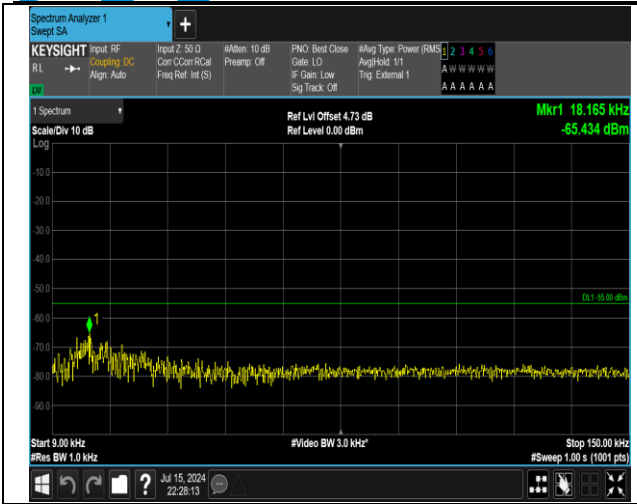 Spectrum Analyzer 1
Swept SA
+
KEYSIGHT
RL
LXI
Input: RF
Coupling: DC
Align: Auto
Input Z: 50 Ω
Corr CCorr RCal
Freq Ref: Int (S)
#Atten: 10 dB
Preamp: Off
PNO: Best Close
Gate: LO
IF Gain: Low
Sig Track: Off
#Avg Type: Power (RMS
Avg|Hold: 1/1
Trig: External 1
1 2 3 4 5 6
A W W W W W
A A A A A A
1 Spectrum
Scale/Div 10 dB
Log
Ref Lvl Offset 4.73 dB
Ref Level 0.00 dBm
Mkr1 18.165 kHz
-65.434 dBm
-10.0
-20.0
-30.0
-40.0
-50.0
DL1 -55.00 dBm
-60.0
1
-70.0
-80.0
-90.0
Start 9.00 kHz
#Res BW 1.0 kHz
#Video BW 3.0 kHz*
Stop 150.00 kHz
#Sweep 1.00 s (1001 pts)
?
Jul 15, 2024
22:28:13